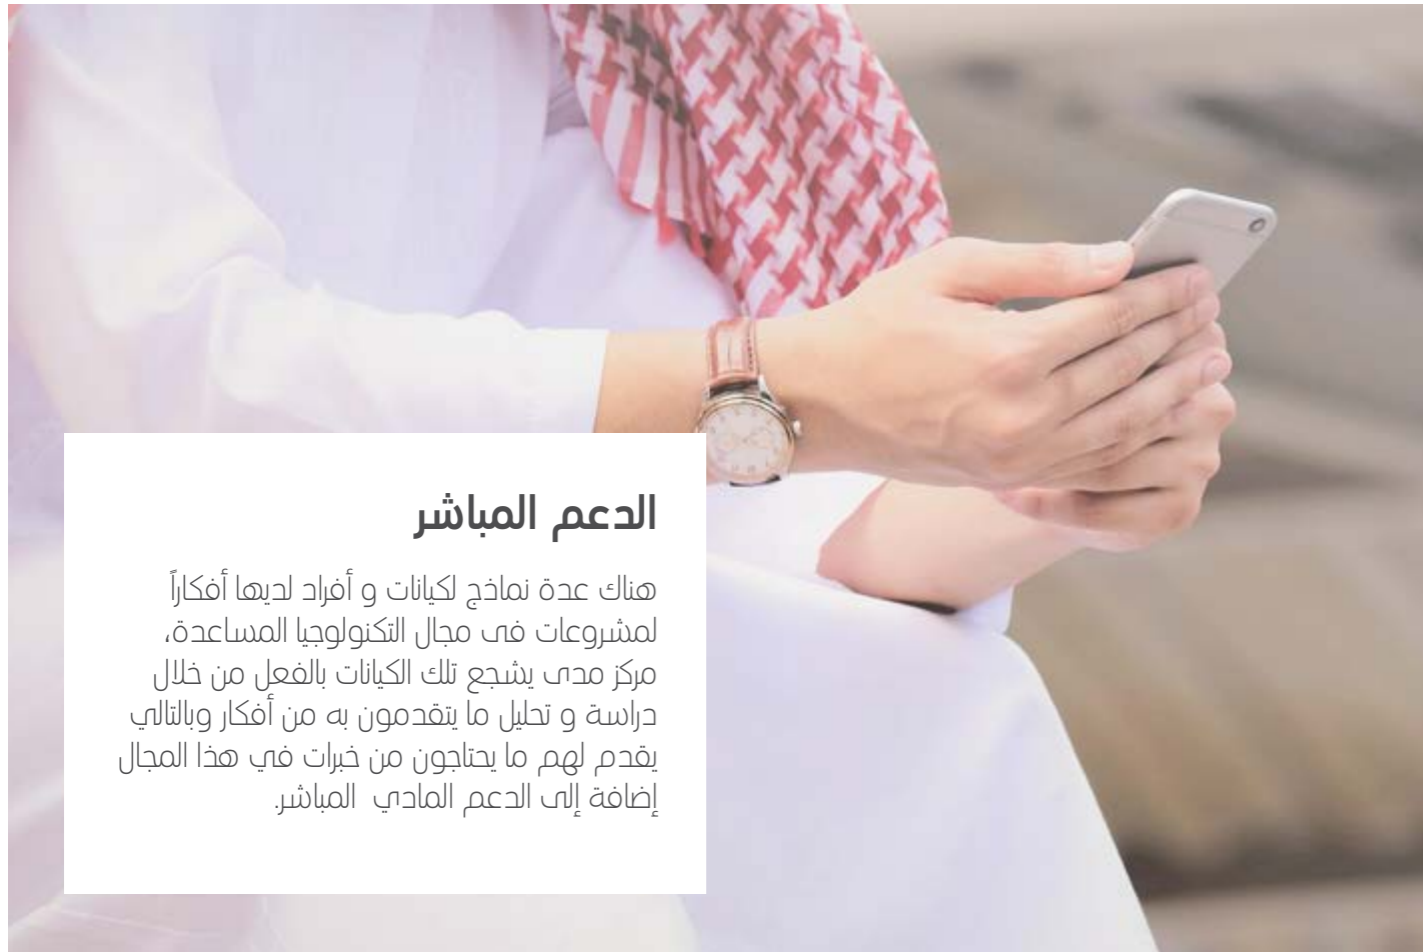 الدعم المباشر
هناك عدة نماذج لكيانات و أفراد لديها أفكاراً
لمشروعات فى مجال التكنولوجيا المساعدة،
مركز مدى يشجع تلك الكيانات بالفعل من خلال
دراسة و تحليل ما يتقدمون به من أفكار وبالتالي
يقدم لهم ما يحتاجون من خبرات في هذا المجال
إضافة إلى الدعم المادي المباشر.